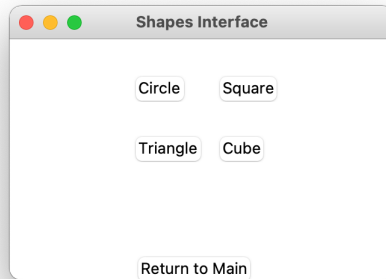 Shapes Interface
Circle Square
Triangle Cube
Return to Main